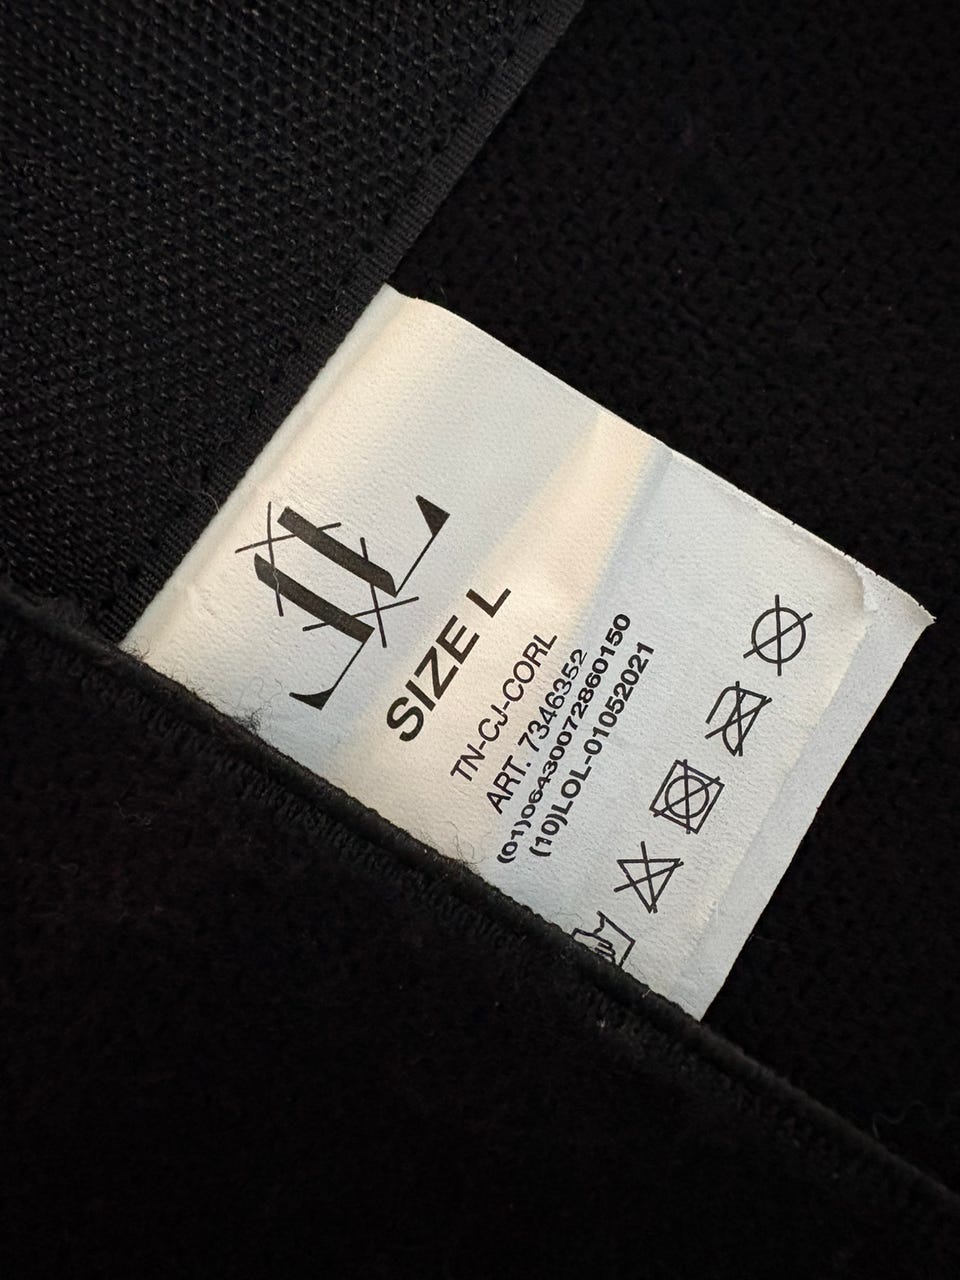 SIZE L
TN-CJ-CORL
ART. 7346352
(01)06430072860150
(10)LOL-01052021